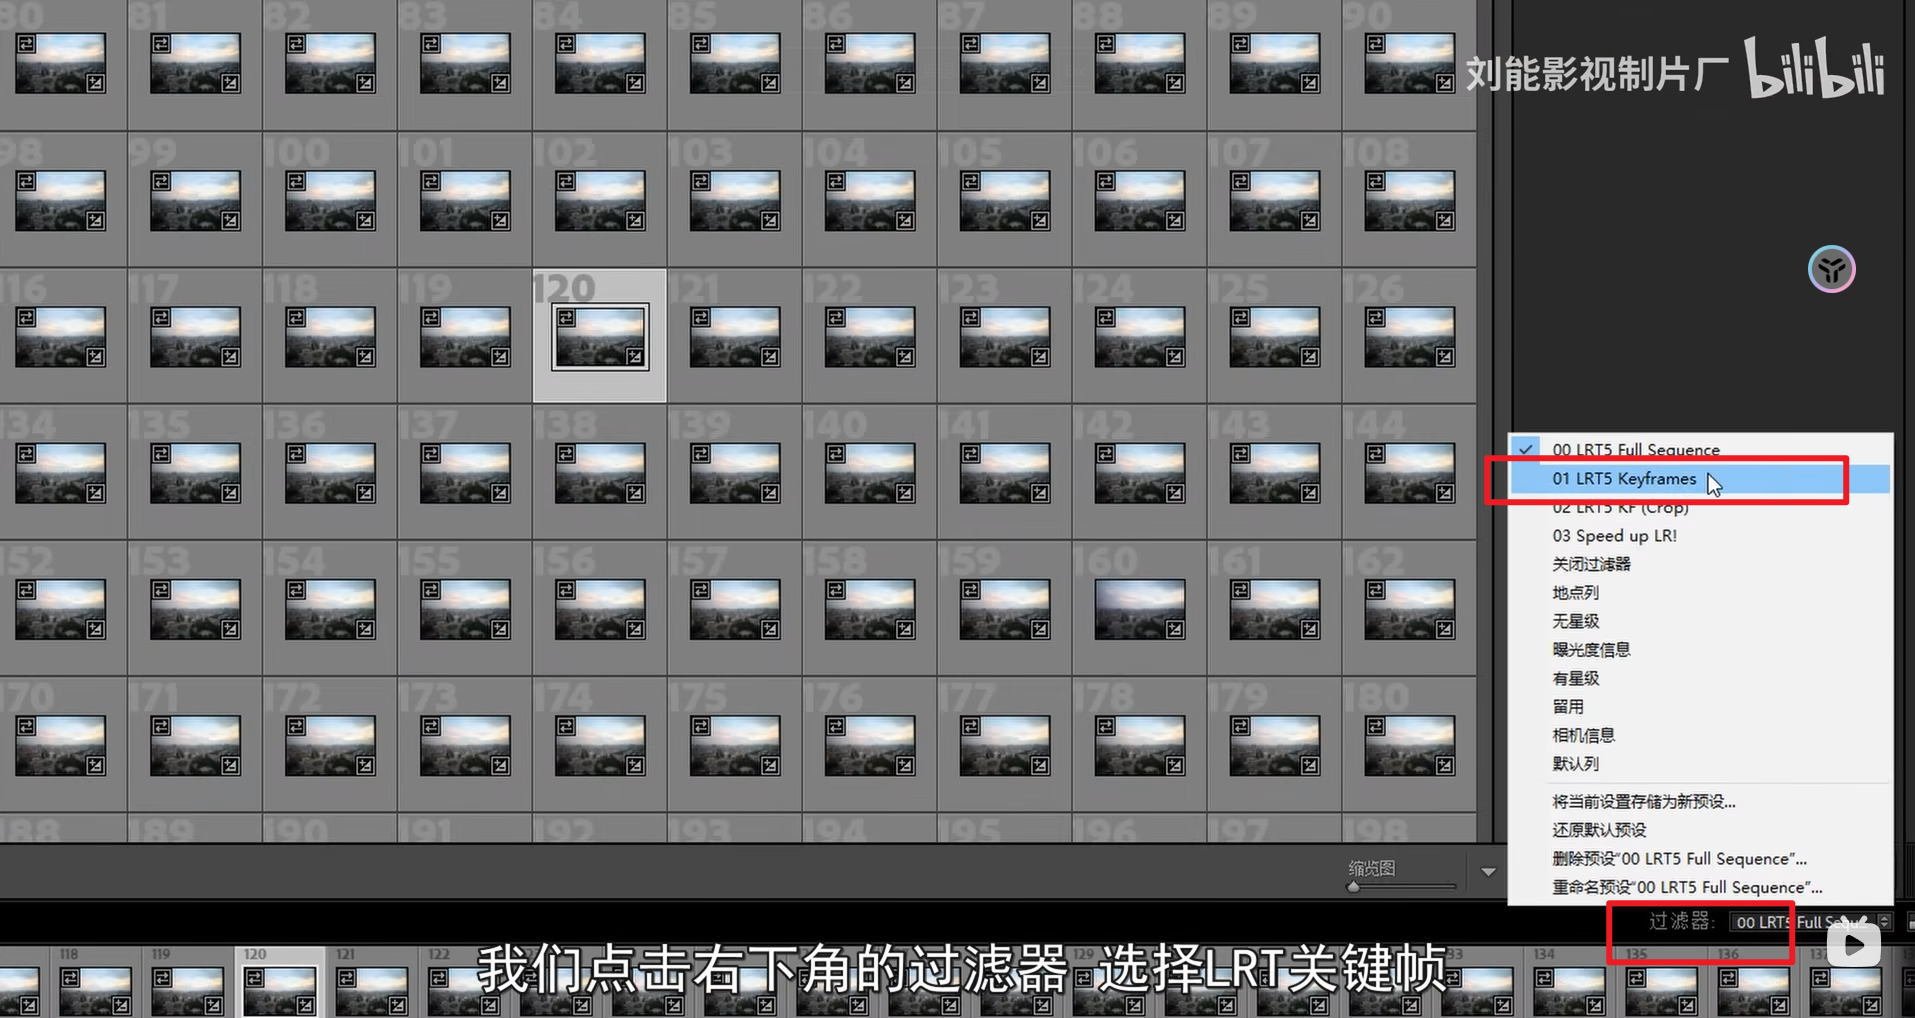 80 81 82 83 84 85 86 87 88 89 90
刘能影视制片厂 bilibili
98 99 100 101 102 103 104 105 106 107 108
116 117 118 119 120 121 122 123 124 125 126
134 135 136 137 138 139 140 141 142 143 144
00 LRT5 Full Sequence
01 LRT5 Keyframes
02 LRT5 KF (Crop)
03 Speed up LR!
关闭过滤器
地点列
无星级
曝光度信息
有星级
留用
相机信息
默认列
将当前设置存储为新预设...
还原默认预设
删除预设“00 LRT5 Full Sequence”...
重命名预设“00 LRT5 Full Sequence”...
152 153 154 155 156 157 158 159 160 161 162
170 171 172 173 174 175 176 177 178 179 180
188 189 190 191 192 193 194 195 196 197 198
缩览图
过滤器: 00 LRT5 Full Seque
118 119 120 121 122 129 33 134 135 136 137
我们点击右下角的过滤器 选择LRT关键帧